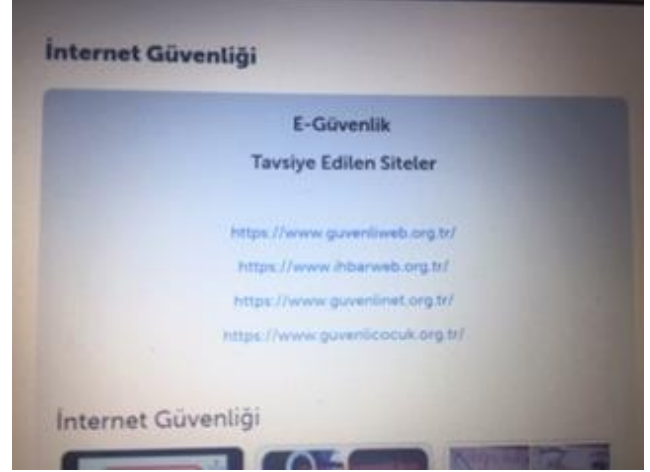 İnternet Güvenliği
E-Güvenlik
Tavsiye Edilen Siteler
https://www.guvenliweb.org.tr/
https://www.ihbarweb.org.tr/
https://www.guvenlinet.org.tr/
https://www.guvenlicocuk.org.tr/
İnternet Güvenliği